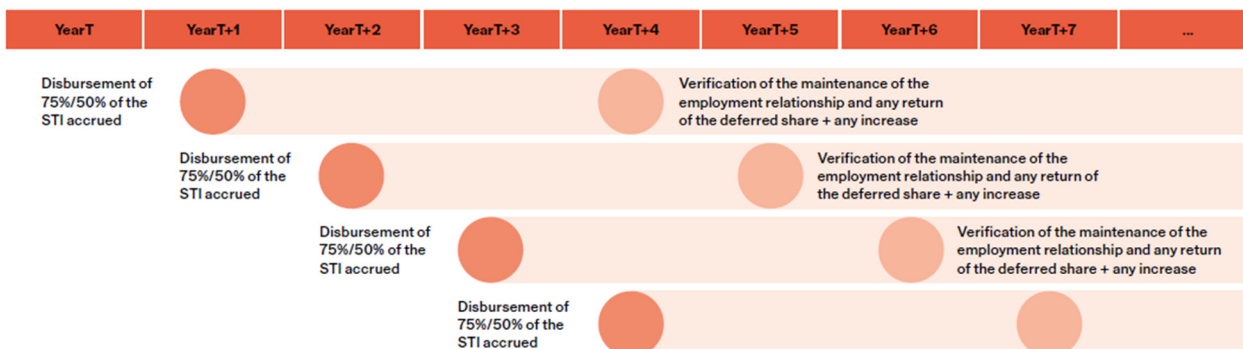 YearT YearT+1 YearT+2 YearT+3 YearT+4 YearT+5 YearT+6 YearT+7 ...
Disbursement of
75%/50% of the
STI accrued
Verification of the maintenance of the
employment relationship and any return
of the deferred share + any increase
Disbursement of
75%/50% of the
STI accrued
Verification of the maintenance of the
employment relationship and any return of
the deferred share + any increase
Disbursement of
75%/50% of the
STI accrued
Verification of the maintenance of the
employment relationship and any return
of the deferred share + any increase
Disbursement of
75%/50% of the
STI accrued